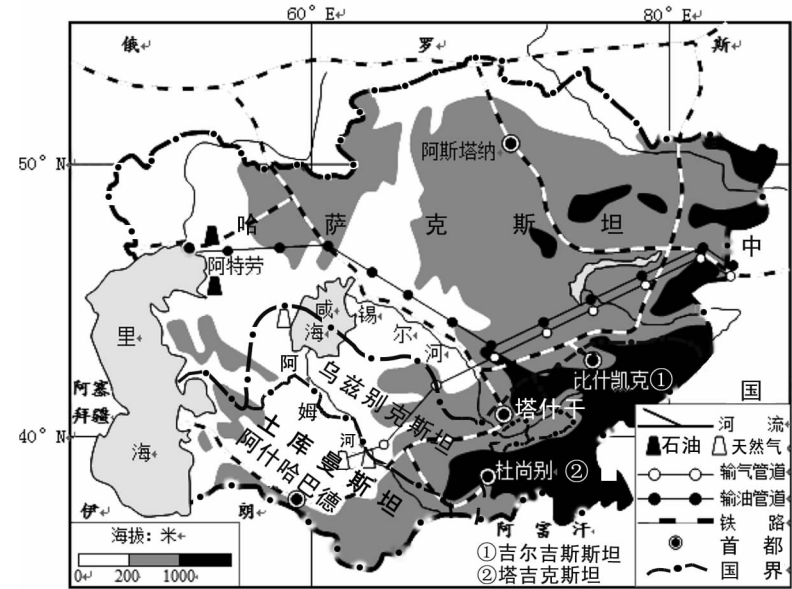 60° E
80° E
俄
罗
斯
50° N
阿斯塔纳
哈 萨 克 斯 坦
中
阿特劳
里
咸
海
锡
尔
河
阿
姆
河
乌兹别克斯坦
比什凯克①
国
阿塞
拜疆
塔什干
40° N
海
土库曼斯坦
阿什哈巴德
杜尚别 ②
伊
朗
阿富汗
海拔：米
0 200 1000
①吉尔吉斯斯坦
②塔吉克斯坦
河 流
石油 天然气
输气管道
输油管道
铁 路
首 都
国 界